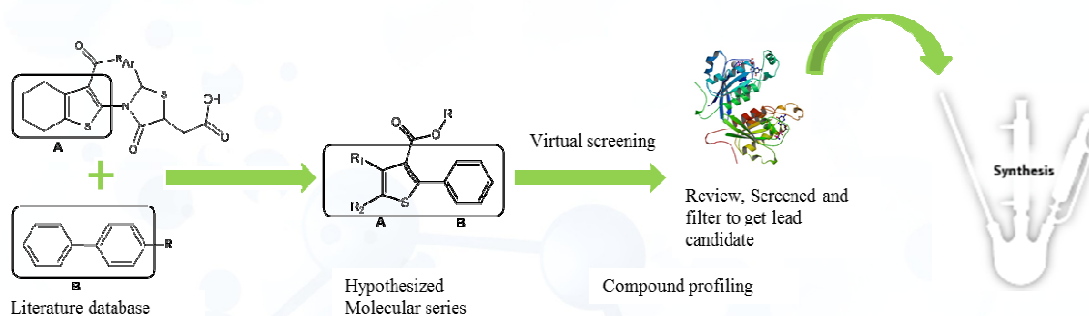 O
R
Ar
S
N
S
OH
O
O
A
+
R
B
Literature database
R
O
O
R1
S
R2
A
B
Hypothesized
Molecular series
Virtual screening
Review, Screened and
filter to get lead
candidate
Compound profiling
Synthesis